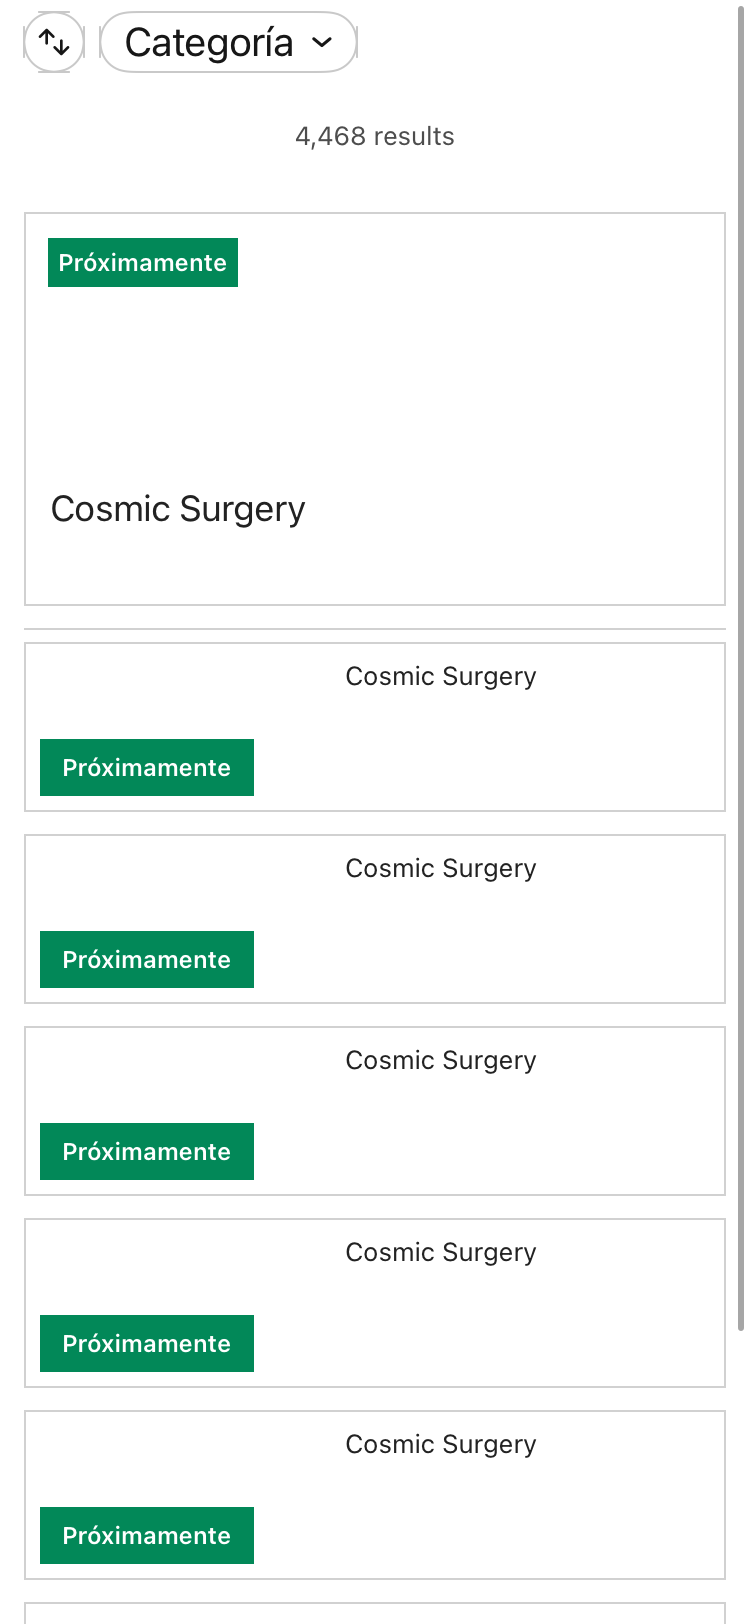 Categoría
4,468 results
Próximamente
Cosmic Surgery
Cosmic Surgery
Próximamente
Cosmic Surgery
Próximamente
Cosmic Surgery
Próximamente
Cosmic Surgery
Próximamente
Cosmic Surgery
Próximamente